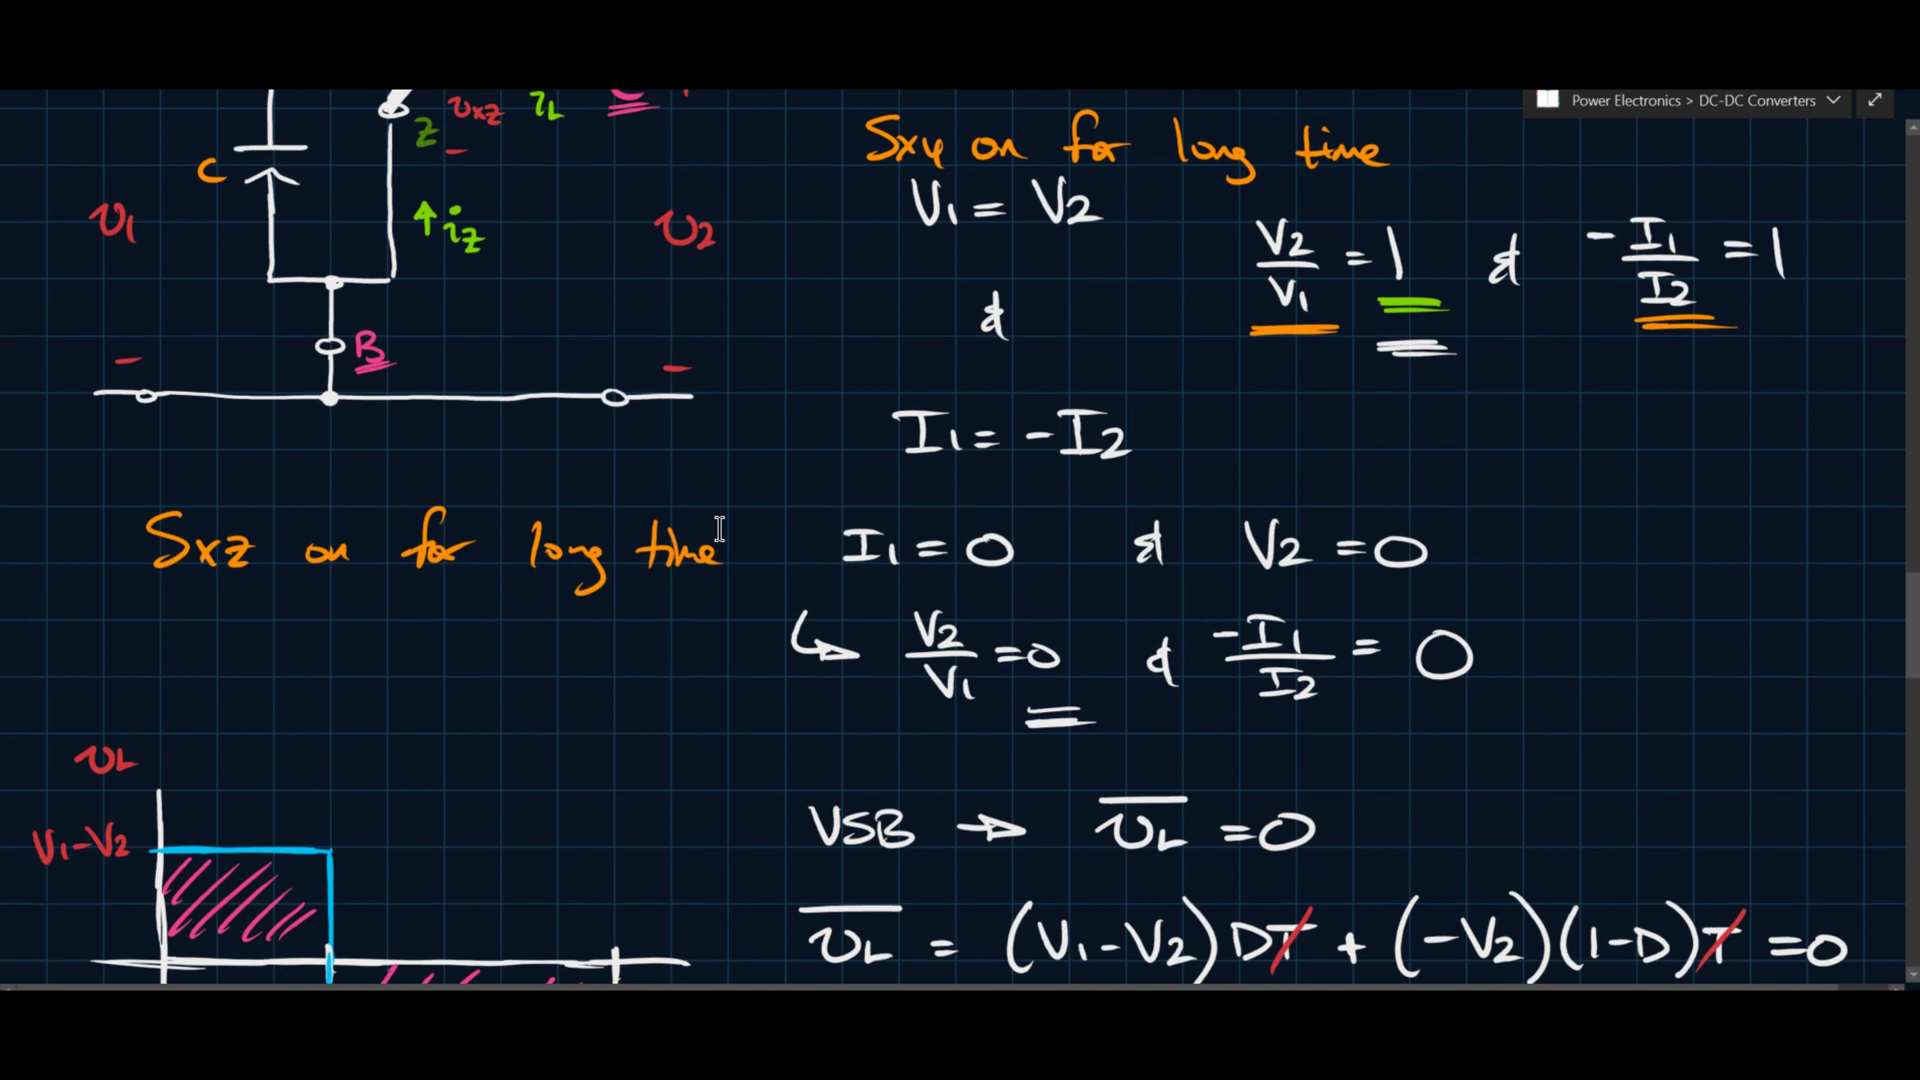 Power Electronics > DC-DC Converters
z vxz iL
Sxy on for long time
C
V1 = V2
v1
↑ iz
v2
V2/V1 = 1 & -I1/I2 = 1
&
B
- -
I1 = -I2
Sxz on for long time
I1 = 0 & V2 = 0
↳ V2/V1 = 0 & -I1/I2 = 0
vL
V1-V2
VSB → v̅L̅ = 0
v̅L̅ = (V1-V2)DT + (-V2)(1-D)T = 0